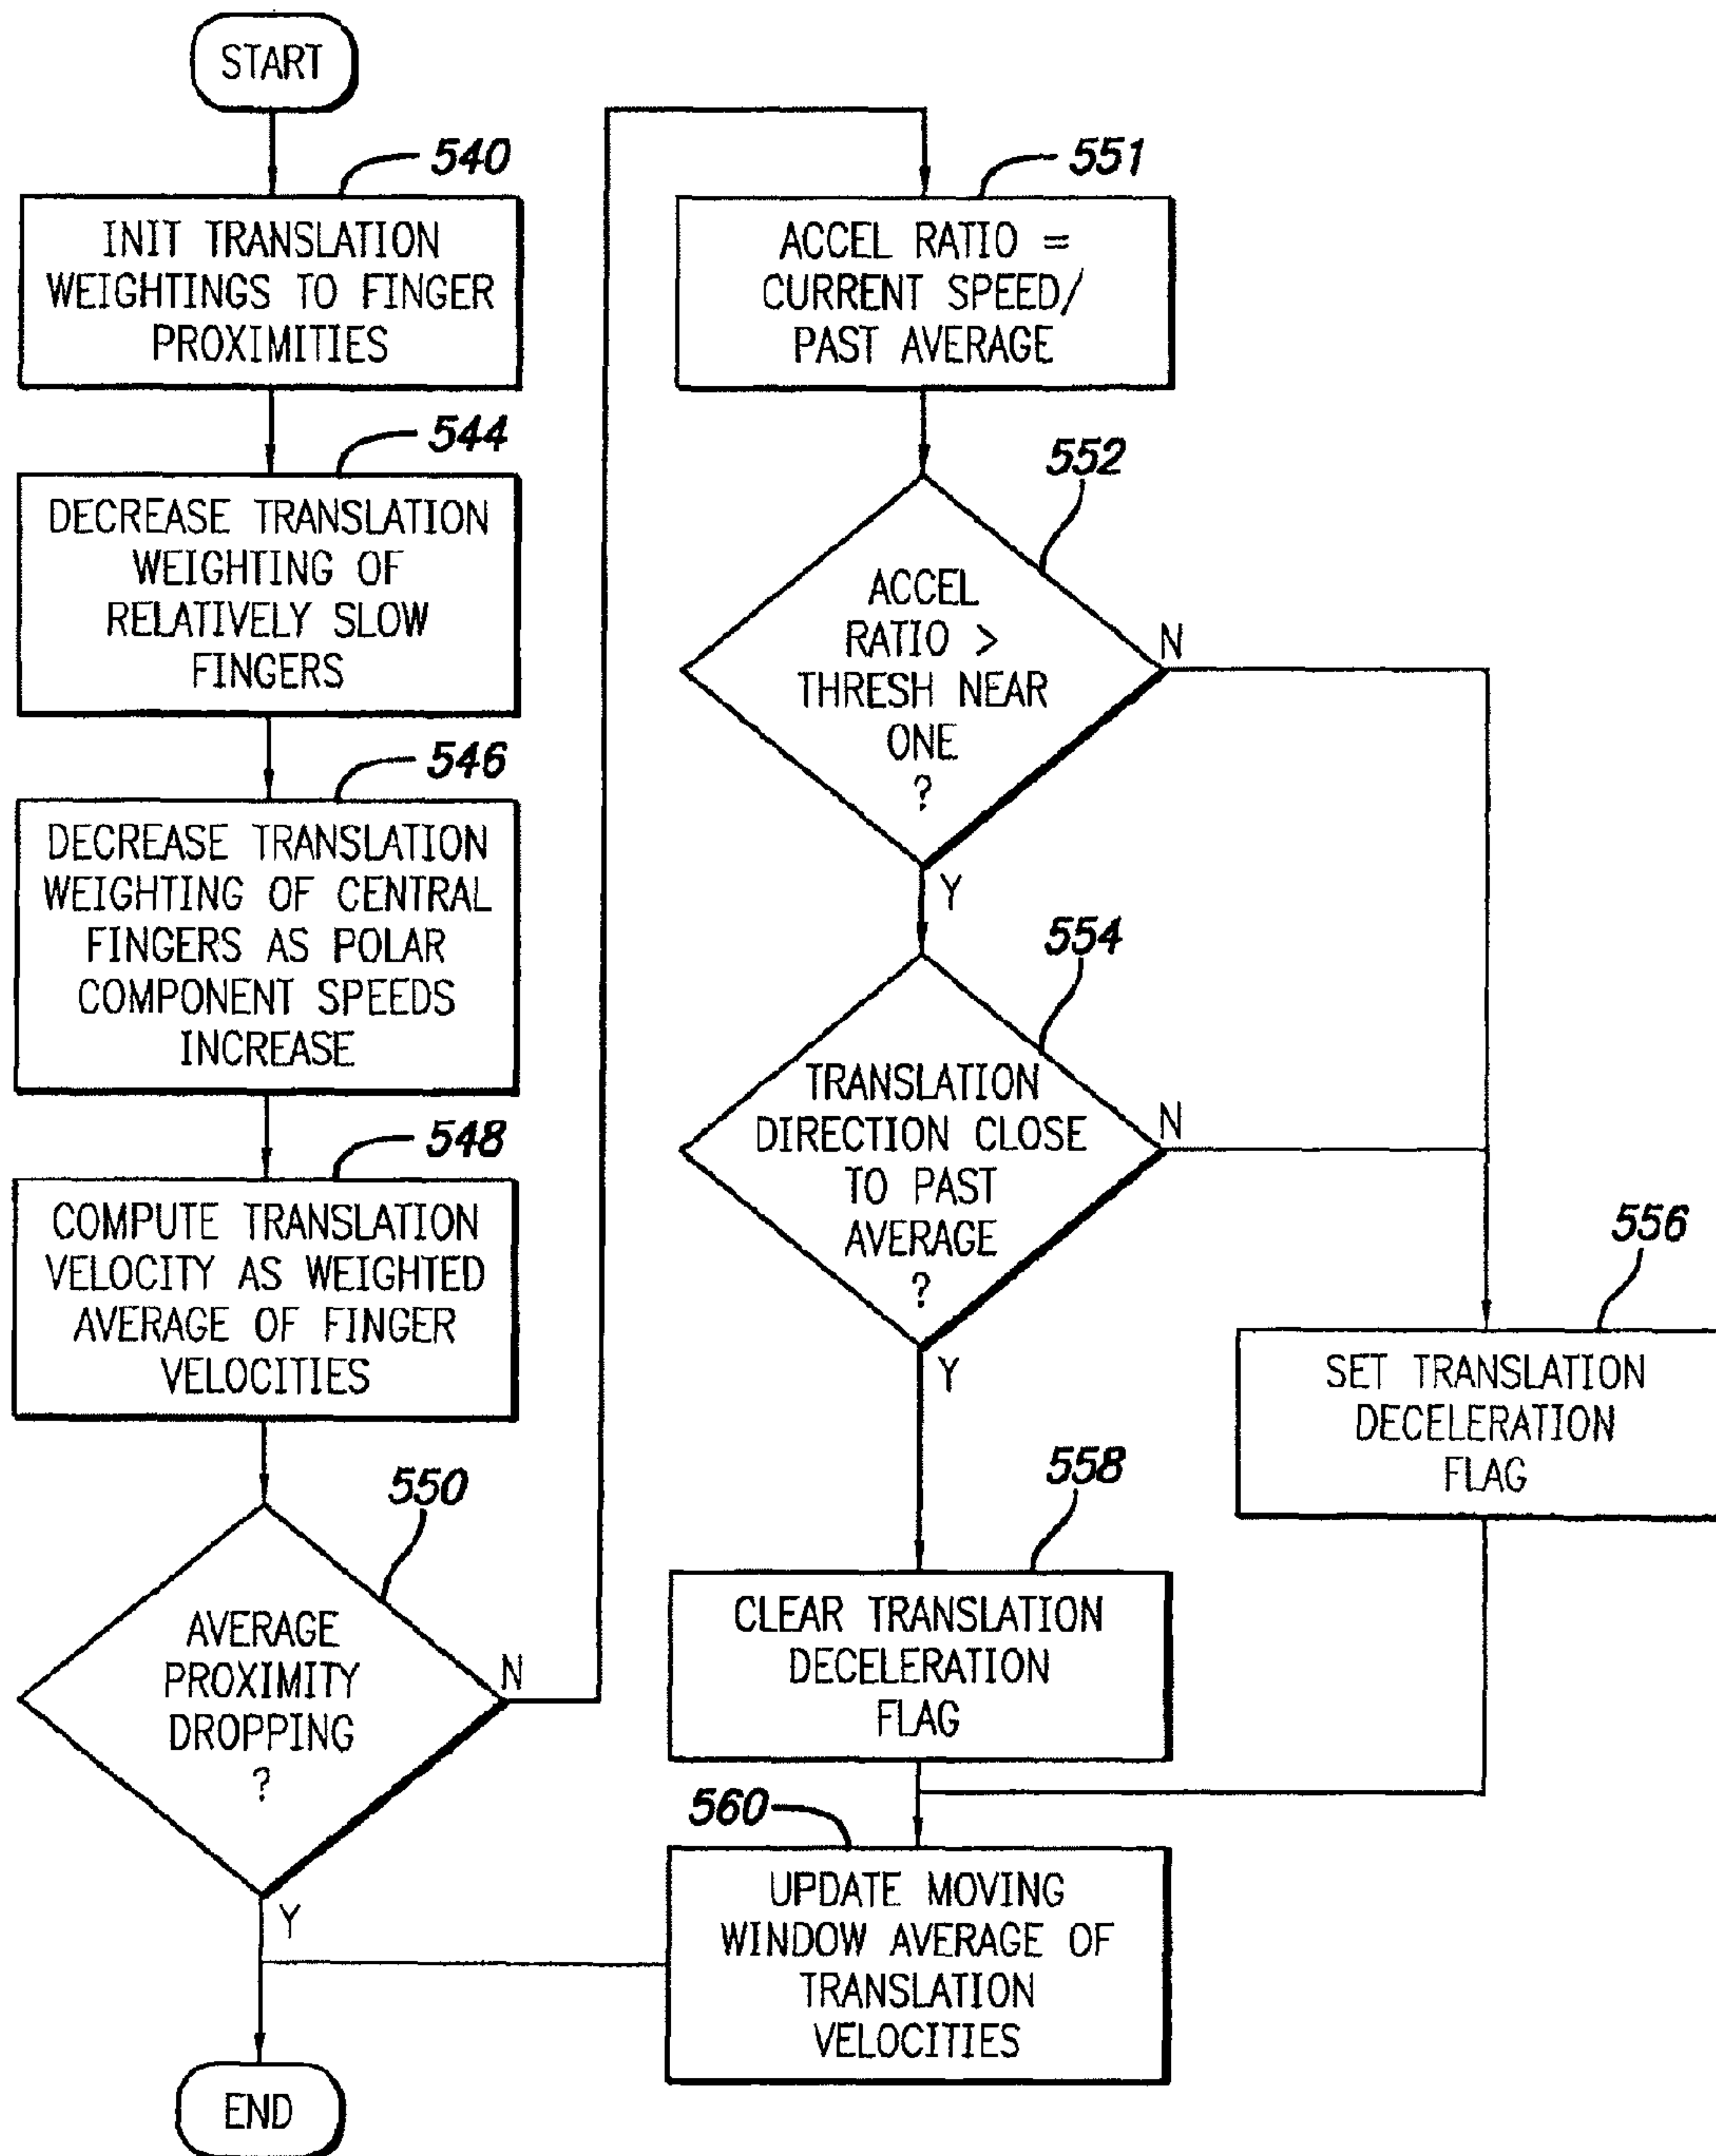 START
540
INIT TRANSLATION
WEIGHTINGS TO FINGER
PROXIMITIES
544
DECREASE TRANSLATION
WEIGHTING OF
RELATIVELY SLOW
FINGERS
546
DECREASE TRANSLATION
WEIGHTING OF CENTRAL
FINGERS AS POLAR
COMPONENT SPEEDS
INCREASE
548
COMPUTE TRANSLATION
VELOCITY AS WEIGHTED
AVERAGE OF FINGER
VELOCITIES
550
AVERAGE
PROXIMITY
DROPPING
?
N
Y
END
551
ACCEL RATIO =
CURRENT SPEED/
PAST AVERAGE
552
ACCEL
RATIO >
THRESH NEAR
ONE
?
N
Y
554
TRANSLATION
DIRECTION CLOSE
TO PAST
AVERAGE
?
N
Y
556
SET TRANSLATION
DECELERATION
FLAG
558
CLEAR TRANSLATION
DECELERATION
FLAG
560
UPDATE MOVING
WINDOW AVERAGE OF
TRANSLATION
VELOCITIES